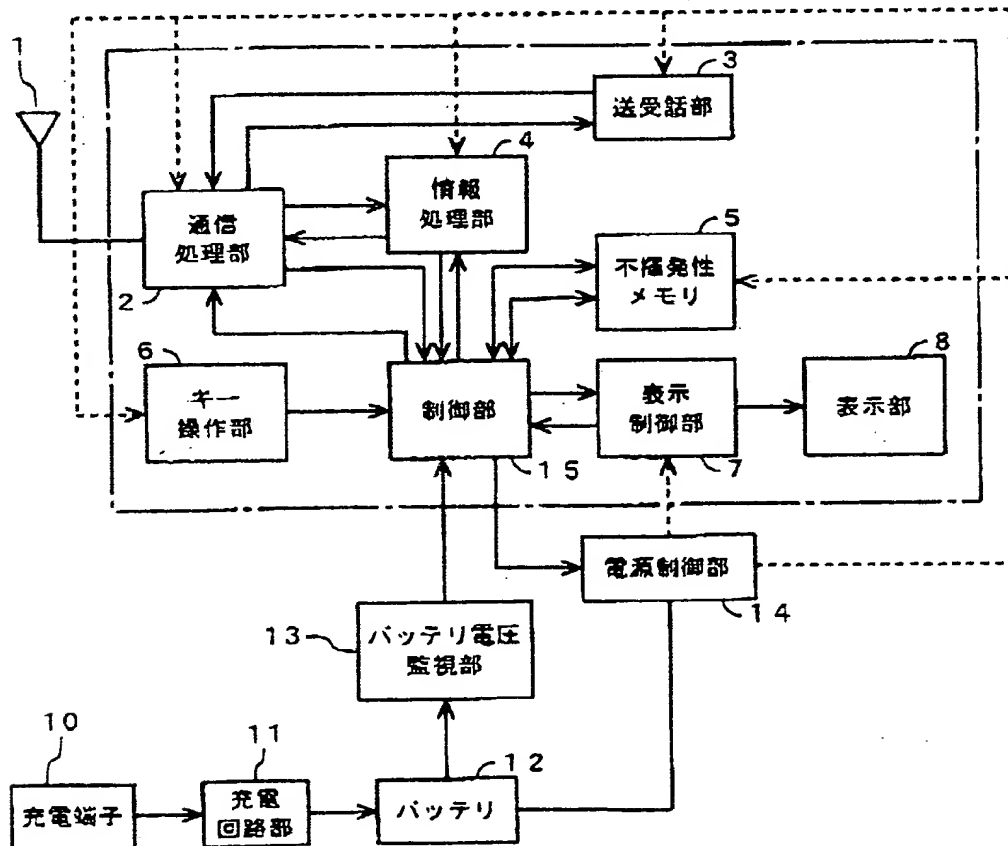 1
3
送受話部
4
情報
処理部
通信
処理部
2
5
不揮発性
メモリ
6
キー
操作部
制御部
15
表示
制御部
7
8
表示部
電源制御部
14
13
バッテリ電圧
監視部
10
充電端子
11
充電
回路部
12
バッテリ